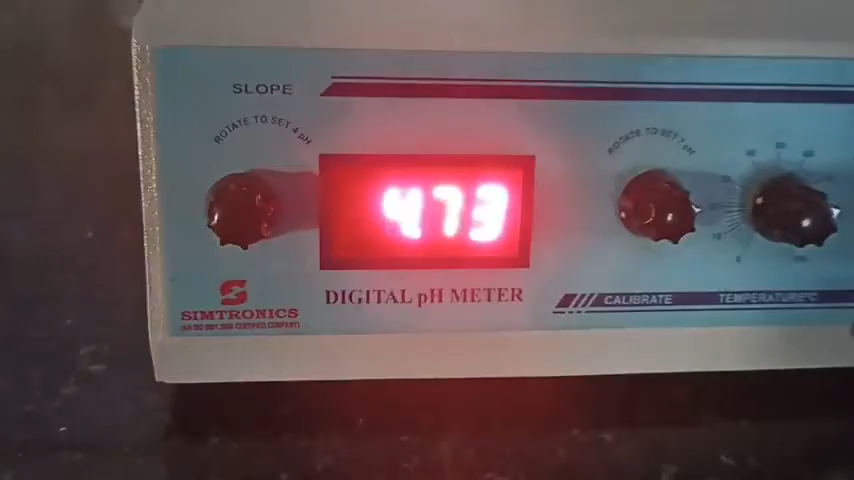 SLOPE
ROTATE TO SET 4 pH
ROTATE TO SET 7 pH
4.73
DIGITAL pH METER
SIMTRONICS
CALIBRATE
TEMPERATURE°C